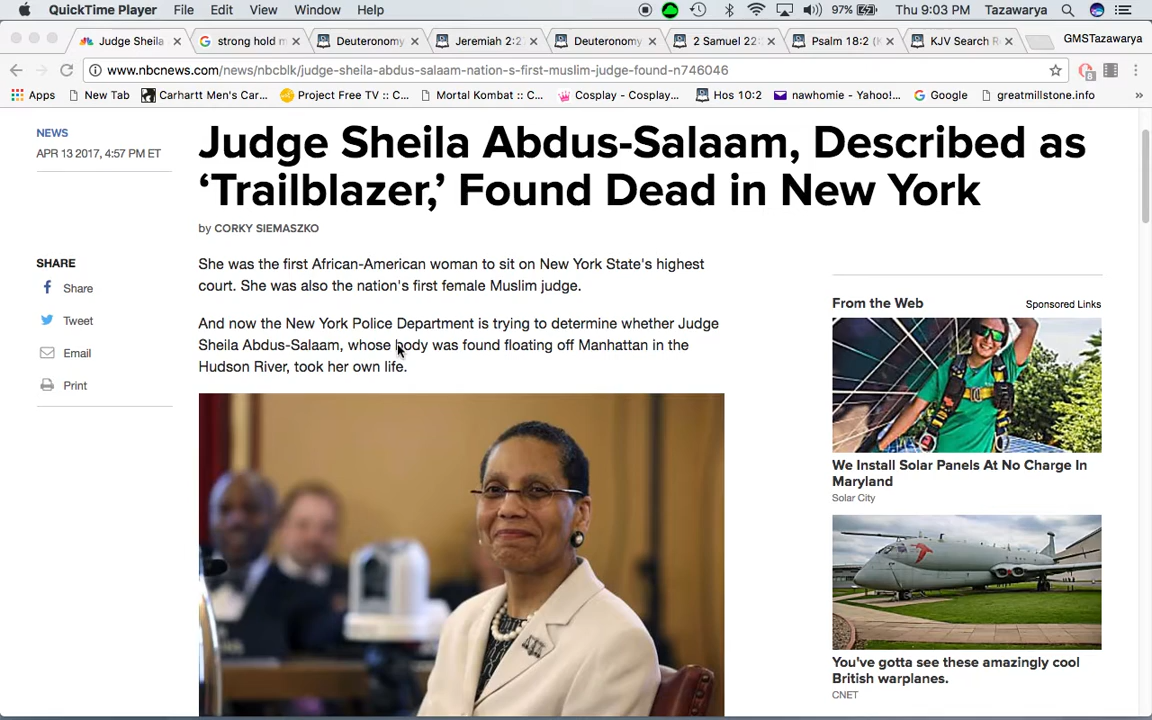 QuickTime Player File Edit View Window Help 97% Thu 9:03 PM Tazawarya
Judge Sheila strong hold m Deuteronomy Jeremiah 2:2 Deuteronomy 2 Samuel 22: Psalm 18:2 (K KJV Search R GMSTazawarya
www.nbcnews.com/news/nbcblk/judge-sheila-abdus-salaam-nation-s-first-muslim-judge-found-n746046
Apps New Tab Carhartt Men's Car... Project Free TV :: C... Mortal Kombat :: C... Cosplay - Cosplay... Hos 10:2 nawhomie - Yahoo!... Google greatmillstone.info »
NEWS
APR 13 2017, 4:57 PM ET
Judge Sheila Abdus-Salaam, Described as
‘Trailblazer,’ Found Dead in New York
by CORKY SIEMASZKO
SHARE
Share
Tweet
Email
Print
She was the first African-American woman to sit on New York State's highest
court. She was also the nation's first female Muslim judge.
And now the New York Police Department is trying to determine whether Judge
Sheila Abdus-Salaam, whose body was found floating off Manhattan in the
Hudson River, took her own life.
From the Web Sponsored Links
We Install Solar Panels At No Charge In
Maryland
Solar City
You've gotta see these amazingly cool
British warplanes.
CNET